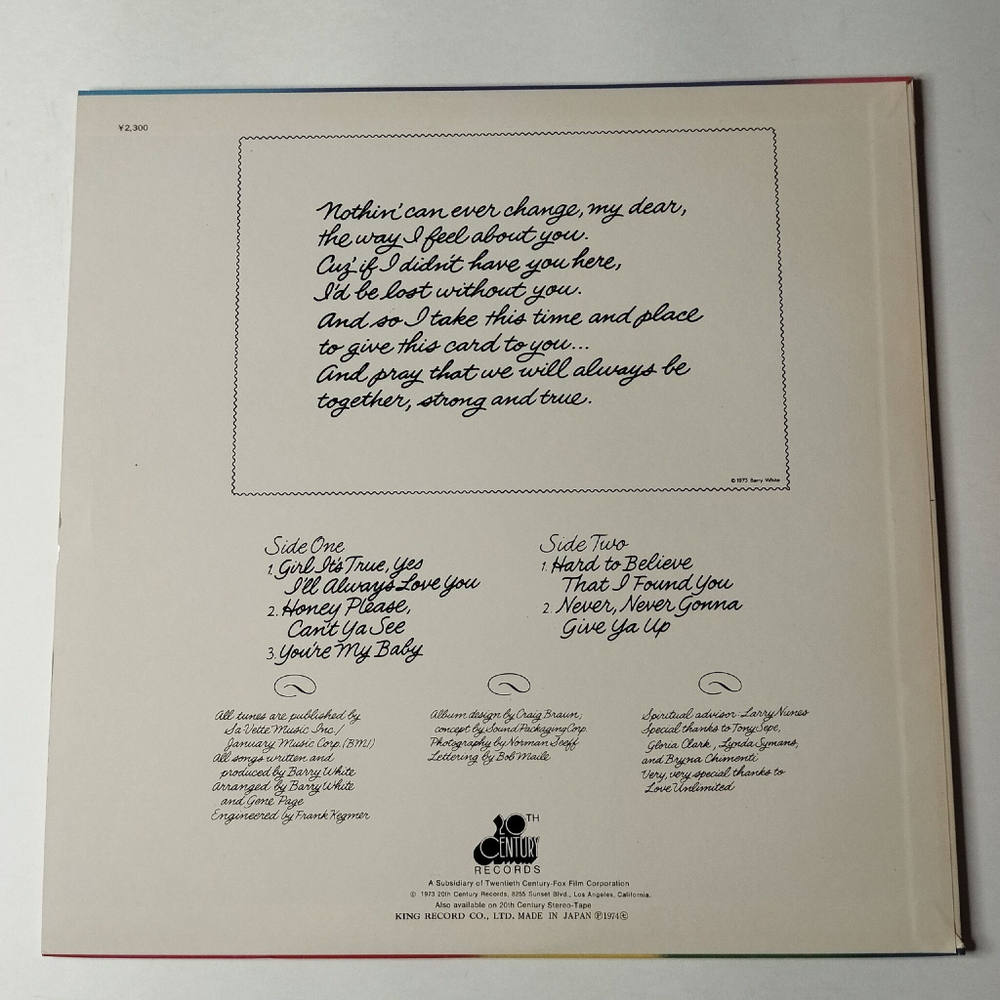 ¥2,300
Nothin' can ever change, my dear,
the way I feel about you.
Cuz' if I didn't have you here,
I'd be lost without you.
And so I take this time and place
to give this card to you...
And pray that we will always be
together, strong and true.
© 1973 Barry White
Side One
1. Girl It's True, Yes
I'll Always Love You
2. Honey Please,
Can't Ya See
3. You're My Baby
Side Two
1. Hard to Believe
That I Found You
2. Never, Never Gonna
Give Ya Up
All tunes are published by
Sa Vette Music Inc./
January Music Corp. (BMI)
All songs written and
produced by Barry White
Arranged by Barry White
and Gene Page
Engineered by Frank Kegmer
Album design by Craig Braun;
concept by Sound Packaging Corp.
Photography by Norman Seeff
Lettering by Bob Maile
Spiritual advisor: Larry Nunes
Special thanks to Tony Sepe,
Gloria Clark, Lynda Symans,
and Bryna Chimenti
Very, very special thanks to
Love Unlimited
20TH
CENTURY
RECORDS
A Subsidiary of Twentieth Century-Fox Film Corporation
© 1973 20th Century Records, 8255 Sunset Blvd., Los Angeles, California.
Also available on 20th Century Stereo-Tape
KING RECORD CO., LTD. MADE IN JAPAN Ⓟ1974Ⓒ